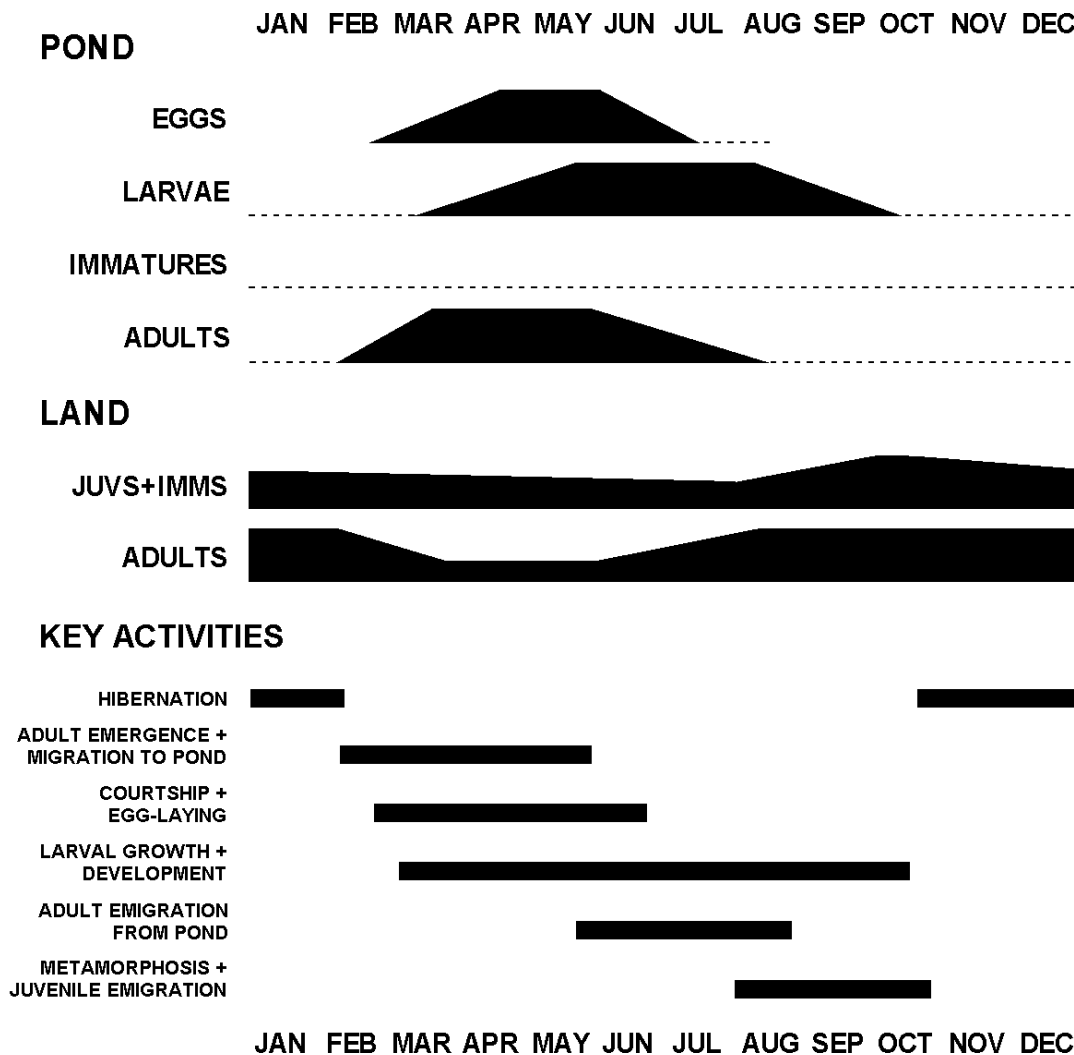 JAN FEB MAR APR MAY JUN JUL AUG SEP OCT NOV DEC
POND
EGGS
LARVAE
IMMATURES
ADULTS
LAND
JUVS+IMMS
ADULTS
KEY ACTIVITIES
HIBERNATION
ADULT EMERGENCE +
MIGRATION TO POND
COURTSHIP +
EGG-LAYING
LARVAL GROWTH +
DEVELOPMENT
ADULT EMIGRATION
FROM POND
METAMORPHOSIS +
JUVENILE EMIGRATION
JAN FEB MAR APR MAY JUN JUL AUG SEP OCT NOV DEC